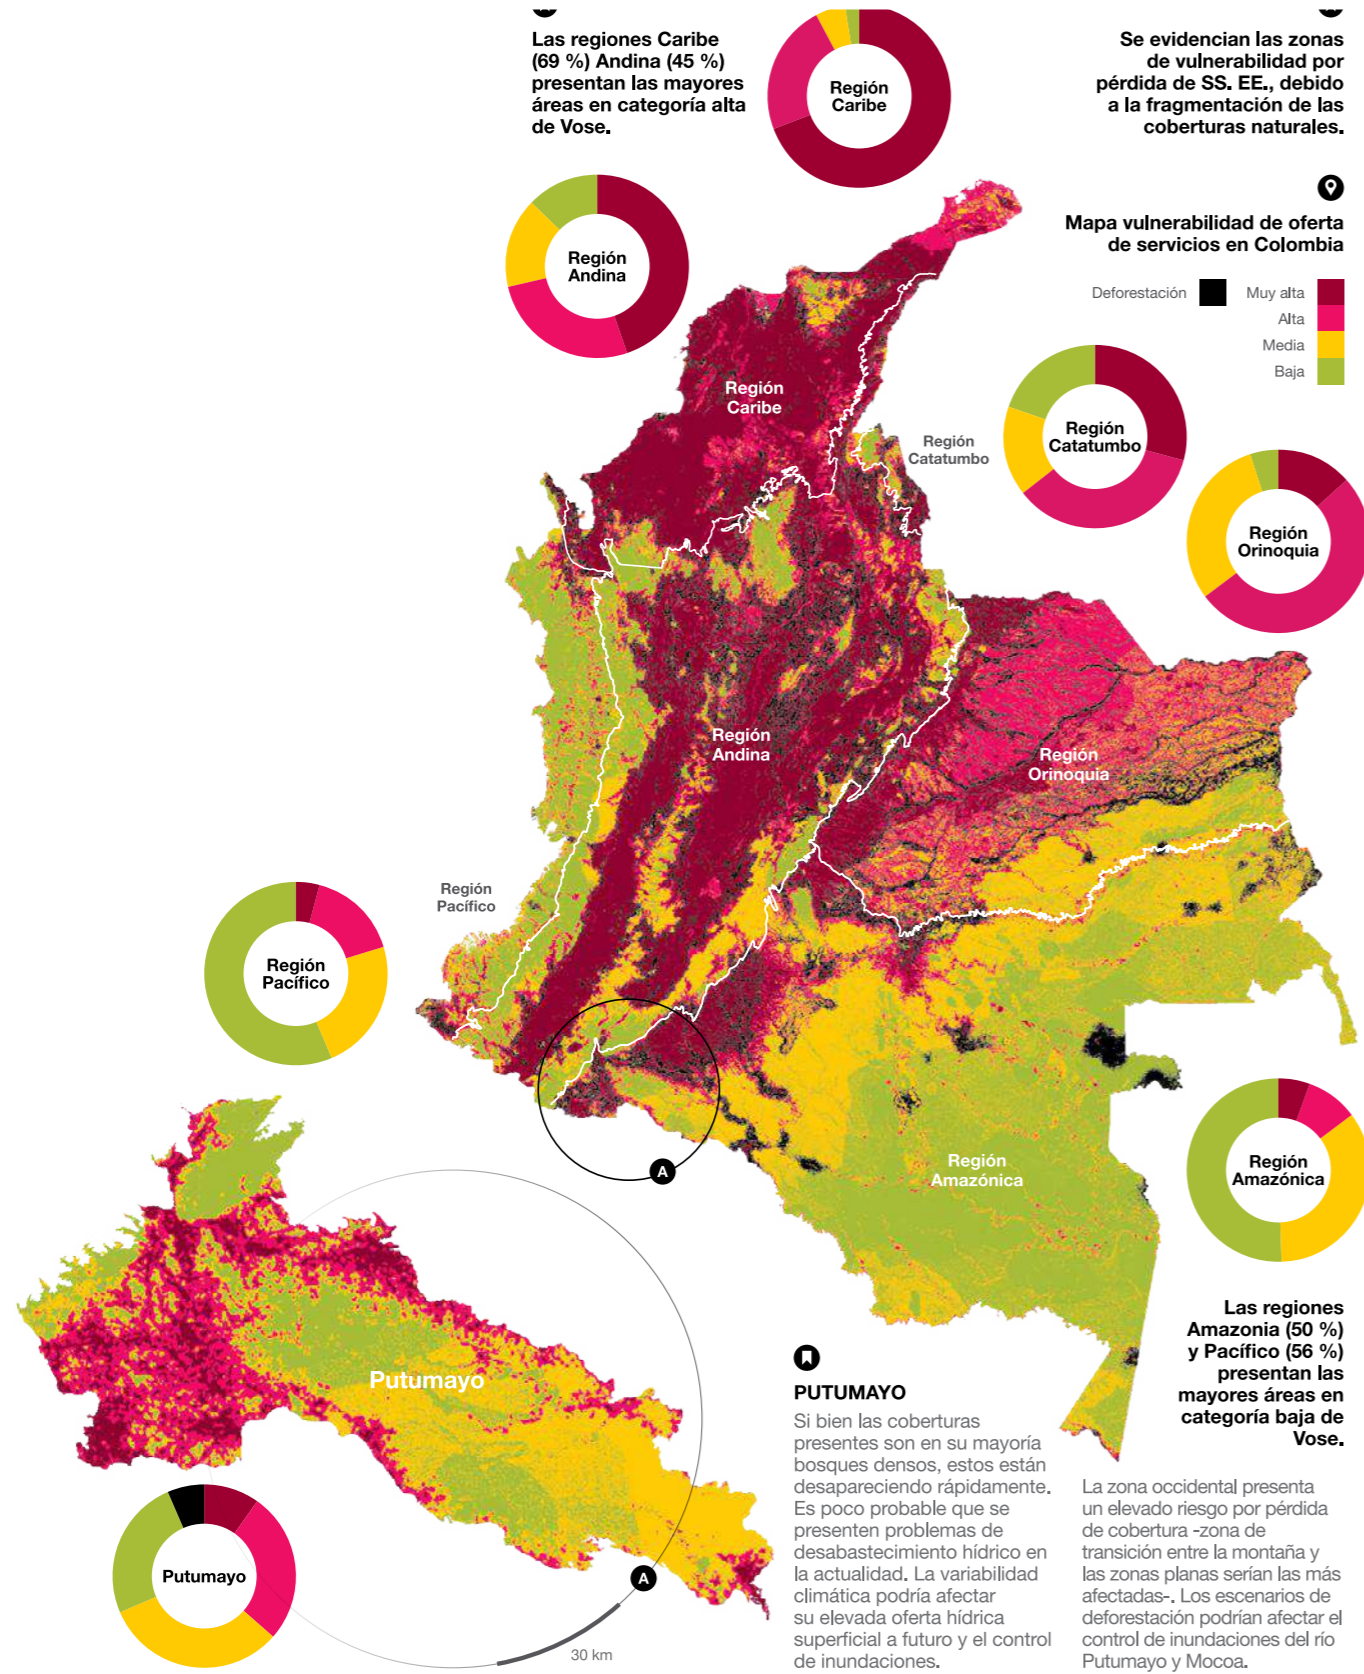 Las regiones Caribe
(69 %) Andina (45 %)
presentan las mayores
áreas en categoría alta
de Vose.
Región
Caribe
Se evidencian las zonas
de vulnerabilidad por
pérdida de SS. EE., debido
a la fragmentación de las
coberturas naturales.
Región
Andina
Mapa vulnerabilidad de oferta
de servicios en Colombia
Deforestación
Muy alta
Alta
Media
Baja
Región
Caribe
Región
Catatumbo
Región
Catatumbo
Región
Orinoquia
Región
Andina
Región
Orinoquia
Región
Pacífico
Región
Pacífico
Región
Amazónica
Región
Amazónica
A
Putumayo
Putumayo
A
30 km
Las regiones
Amazonia (50 %)
y Pacífico (56 %)
presentan las
mayores áreas en
categoría baja de
Vose.
PUTUMAYO
Si bien las coberturas
presentes son en su mayoría
bosques densos, estos están
desapareciendo rápidamente.
Es poco probable que se
presenten problemas de
desabastecimiento hídrico en
la actualidad. La variabilidad
climática podría afectar
su elevada oferta hídrica
superficial a futuro y el control
de inundaciones.
La zona occidental presenta
un elevado riesgo por pérdida
de cobertura -zona de
transición entre la montaña y
las zonas planas serían las más
afectadas-. Los escenarios de
deforestación podrían afectar el
control de inundaciones del río
Putumayo y Mocoa.